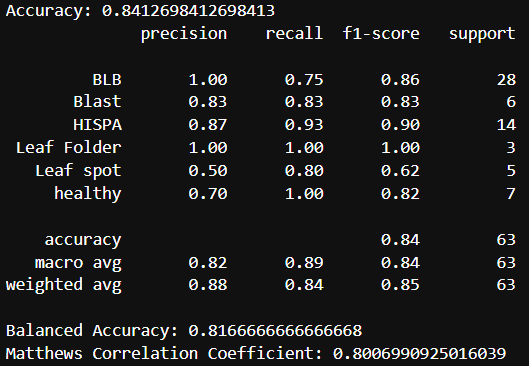 Accuracy: 0.8412698412698413
precision recall f1-score support
BLB 1.00 0.75 0.86 28
Blast 0.83 0.83 0.83 6
HISPA 0.87 0.93 0.90 14
Leaf Folder 1.00 1.00 1.00 3
Leaf spot 0.50 0.80 0.62 5
healthy 0.70 1.00 0.82 7
accuracy 0.84 63
macro avg 0.82 0.89 0.84 63
weighted avg 0.88 0.84 0.85 63
Balanced Accuracy: 0.8166666666666668
Matthews Correlation Coefficient: 0.8006990925016039